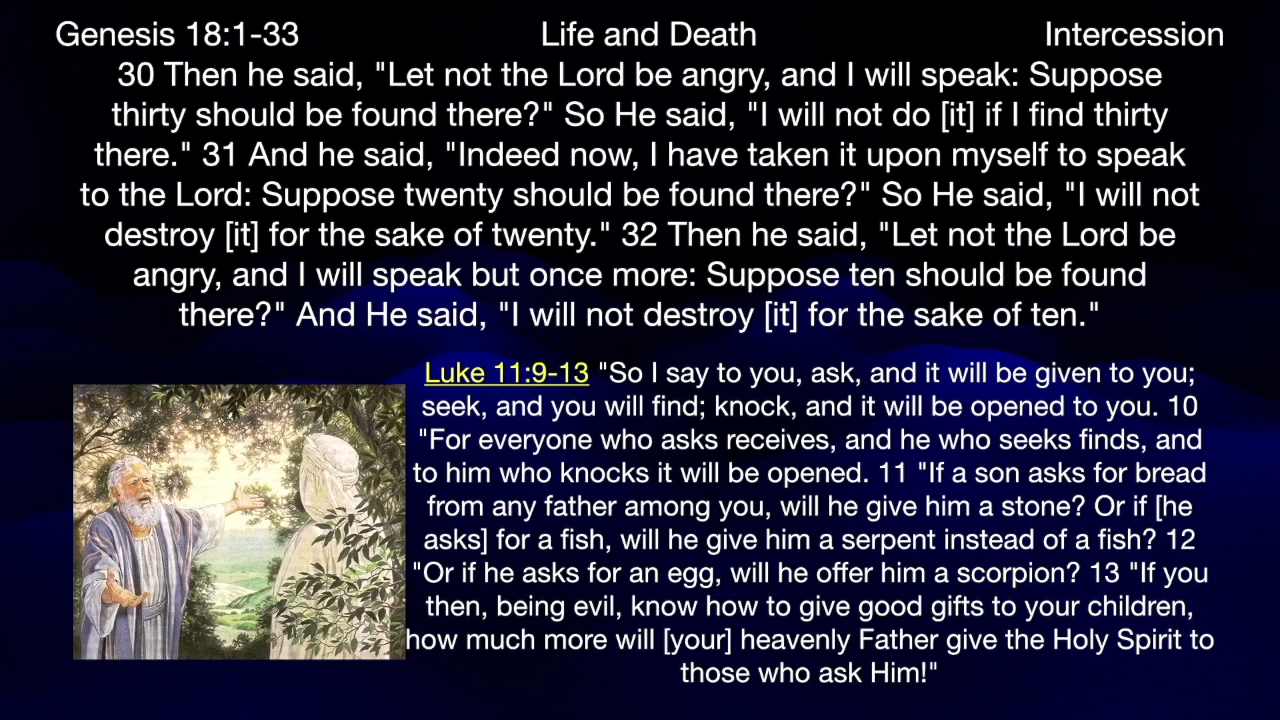 Genesis 18:1-33 Life and Death Intercession
30 Then he said, "Let not the Lord be angry, and I will speak: Suppose
thirty should be found there?" So He said, "I will not do [it] if I find thirty
there." 31 And he said, "Indeed now, I have taken it upon myself to speak
to the Lord: Suppose twenty should be found there?" So He said, "I will not
destroy [it] for the sake of twenty." 32 Then he said, "Let not the Lord be
angry, and I will speak but once more: Suppose ten should be found
there?" And He said, "I will not destroy [it] for the sake of ten."
Luke 11:9-13 "So I say to you, ask, and it will be given to you;
seek, and you will find; knock, and it will be opened to you. 10
"For everyone who asks receives, and he who seeks finds, and
to him who knocks it will be opened. 11 "If a son asks for bread
from any father among you, will he give him a stone? Or if [he
asks] for a fish, will he give him a serpent instead of a fish? 12
"Or if he asks for an egg, will he offer him a scorpion? 13 "If you
then, being evil, know how to give good gifts to your children,
how much more will [your] heavenly Father give the Holy Spirit to
those who ask Him!"